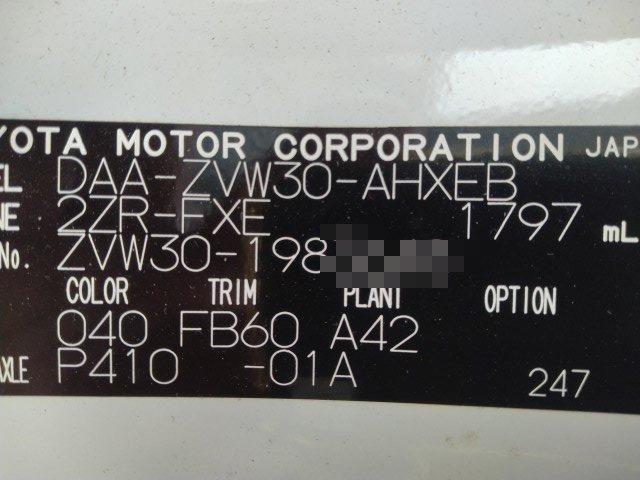 YOTA MOTOR CORPORATION JAP
EL DAA-ZVW30-AHXEB
NE 2ZR-FXE 1797 mL
No. ZVW30-198
COLOR TRIM PLANT OPTION
040 FB60 A42
AXLE P410 -01A 247